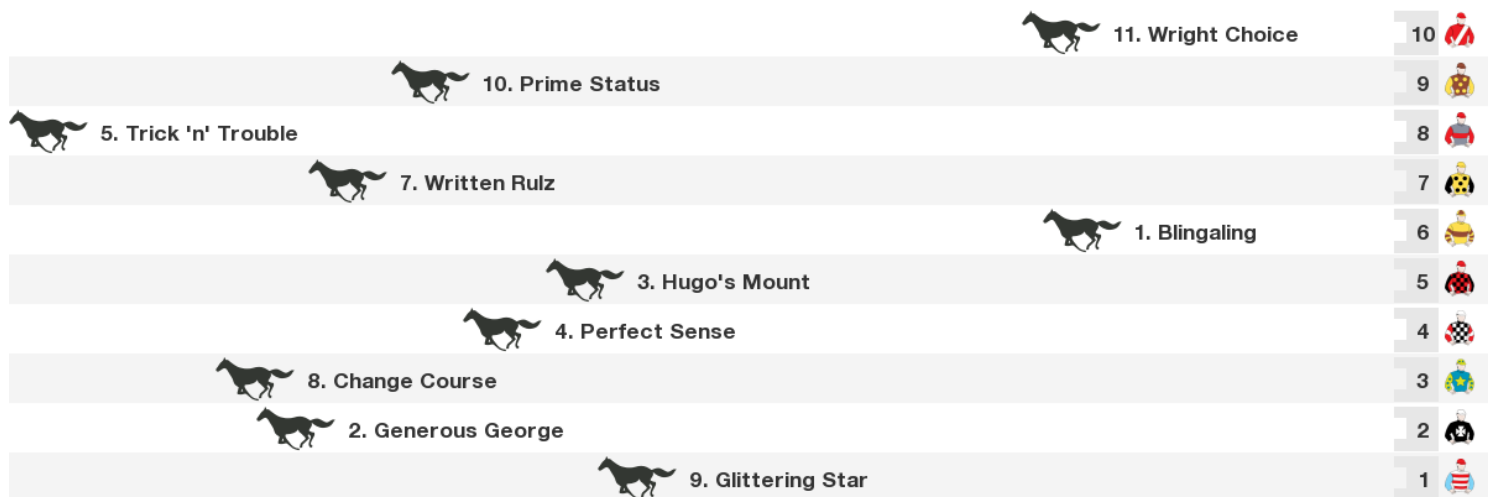 11. Wright Choice 10
10. Prime Status 9
5. Trick 'n' Trouble 8
7. Written Rulz 7
1. Blingaling 6
3. Hugo's Mount 5
4. Perfect Sense 4
8. Change Course 3
2. Generous George 2
9. Glittering Star 1